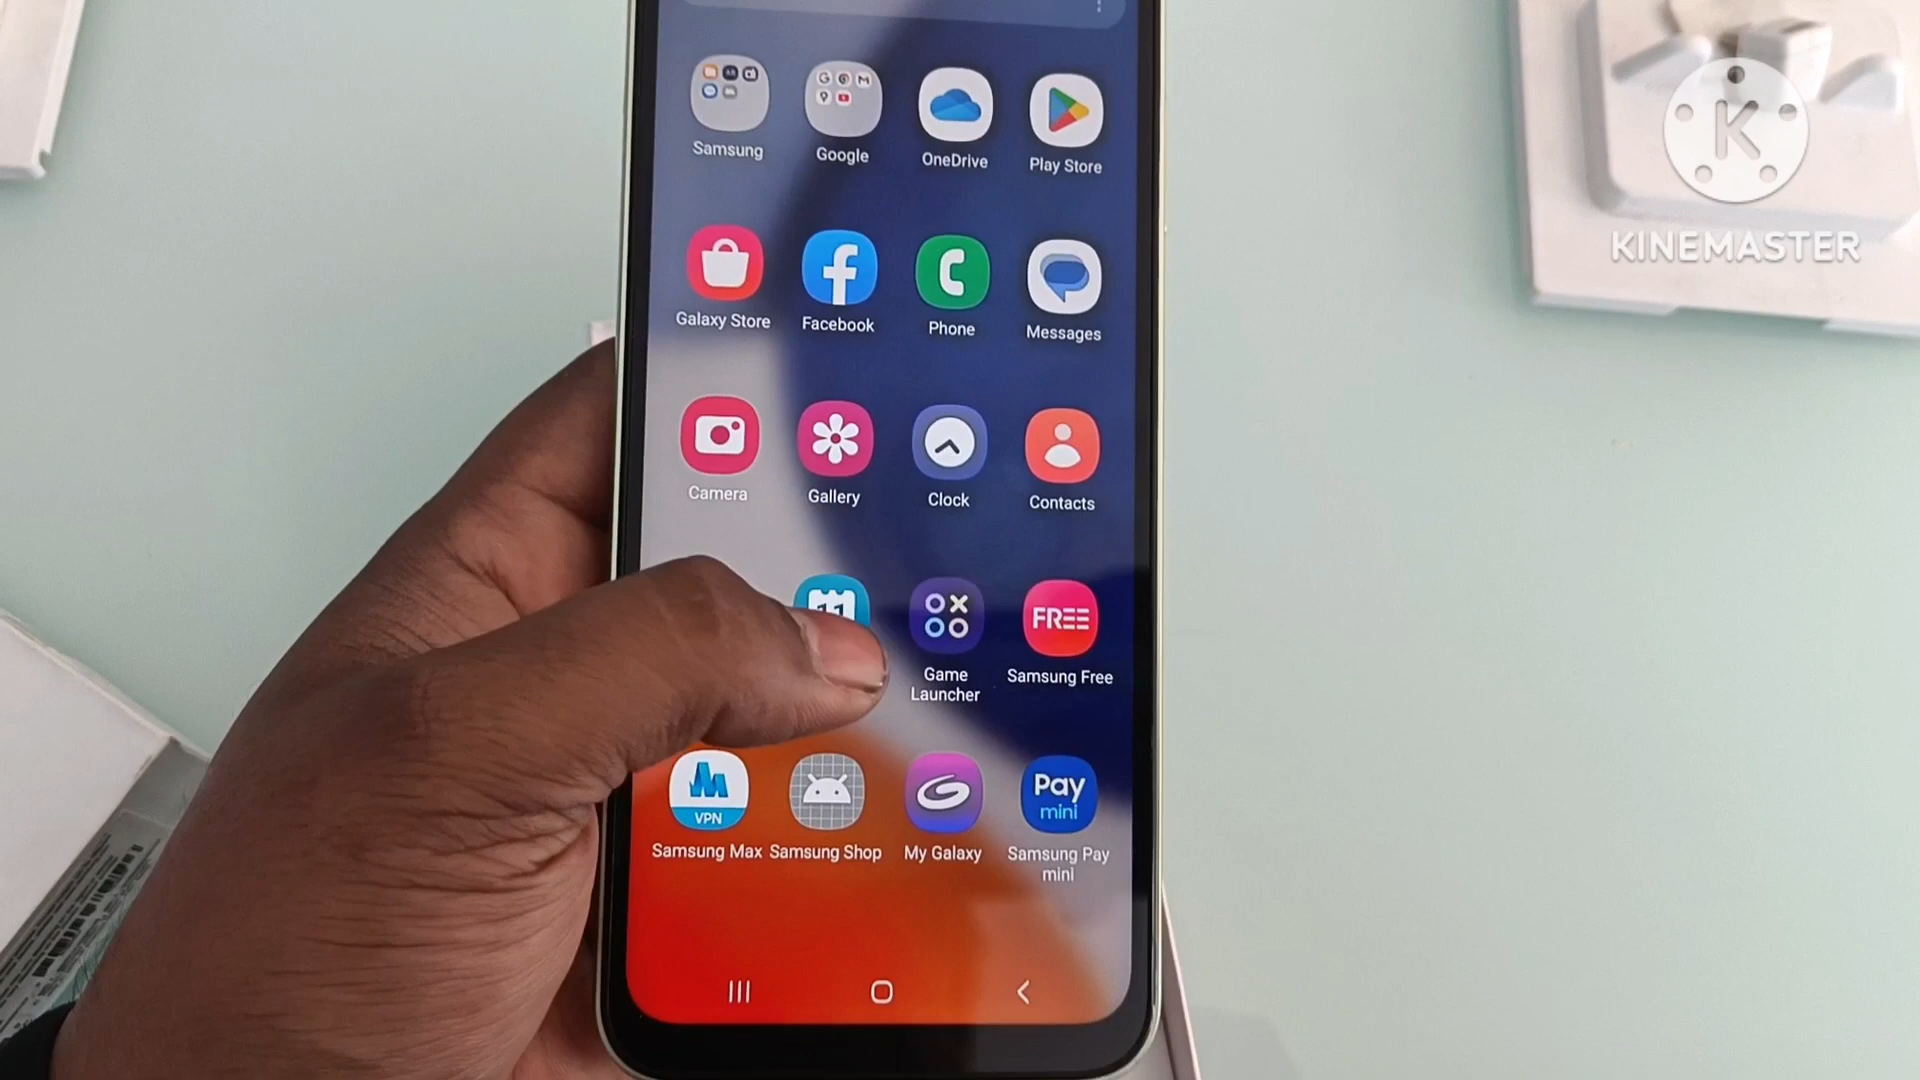 Samsung
Google
OneDrive
Play Store
Galaxy Store
Facebook
Phone
Messages
Camera
Gallery
Clock
Contacts
11
FREE
Game
Launcher
Samsung Free
VPN
Pay
mini
Samsung Max
Samsung Shop
My Galaxy
Samsung Pay
mini
K
KINEMASTER